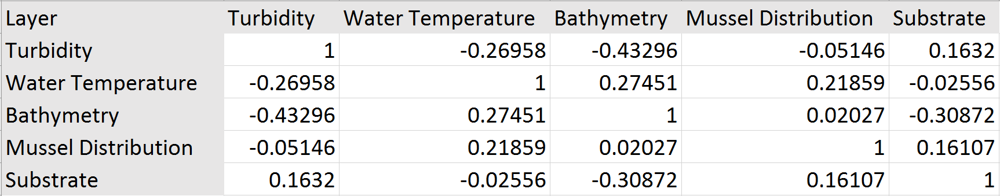 Layer Turbidity Water Temperature Bathymetry Mussel Distribution Substrate
Turbidity 1 -0.26958 -0.43296 -0.05146 0.1632
Water Temperature -0.26958 1 0.27451 0.21859 -0.02556
Bathymetry -0.43296 0.27451 1 0.02027 -0.30872
Mussel Distribution -0.05146 0.21859 0.02027 1 0.16107
Substrate 0.1632 -0.02556 -0.30872 0.16107 1